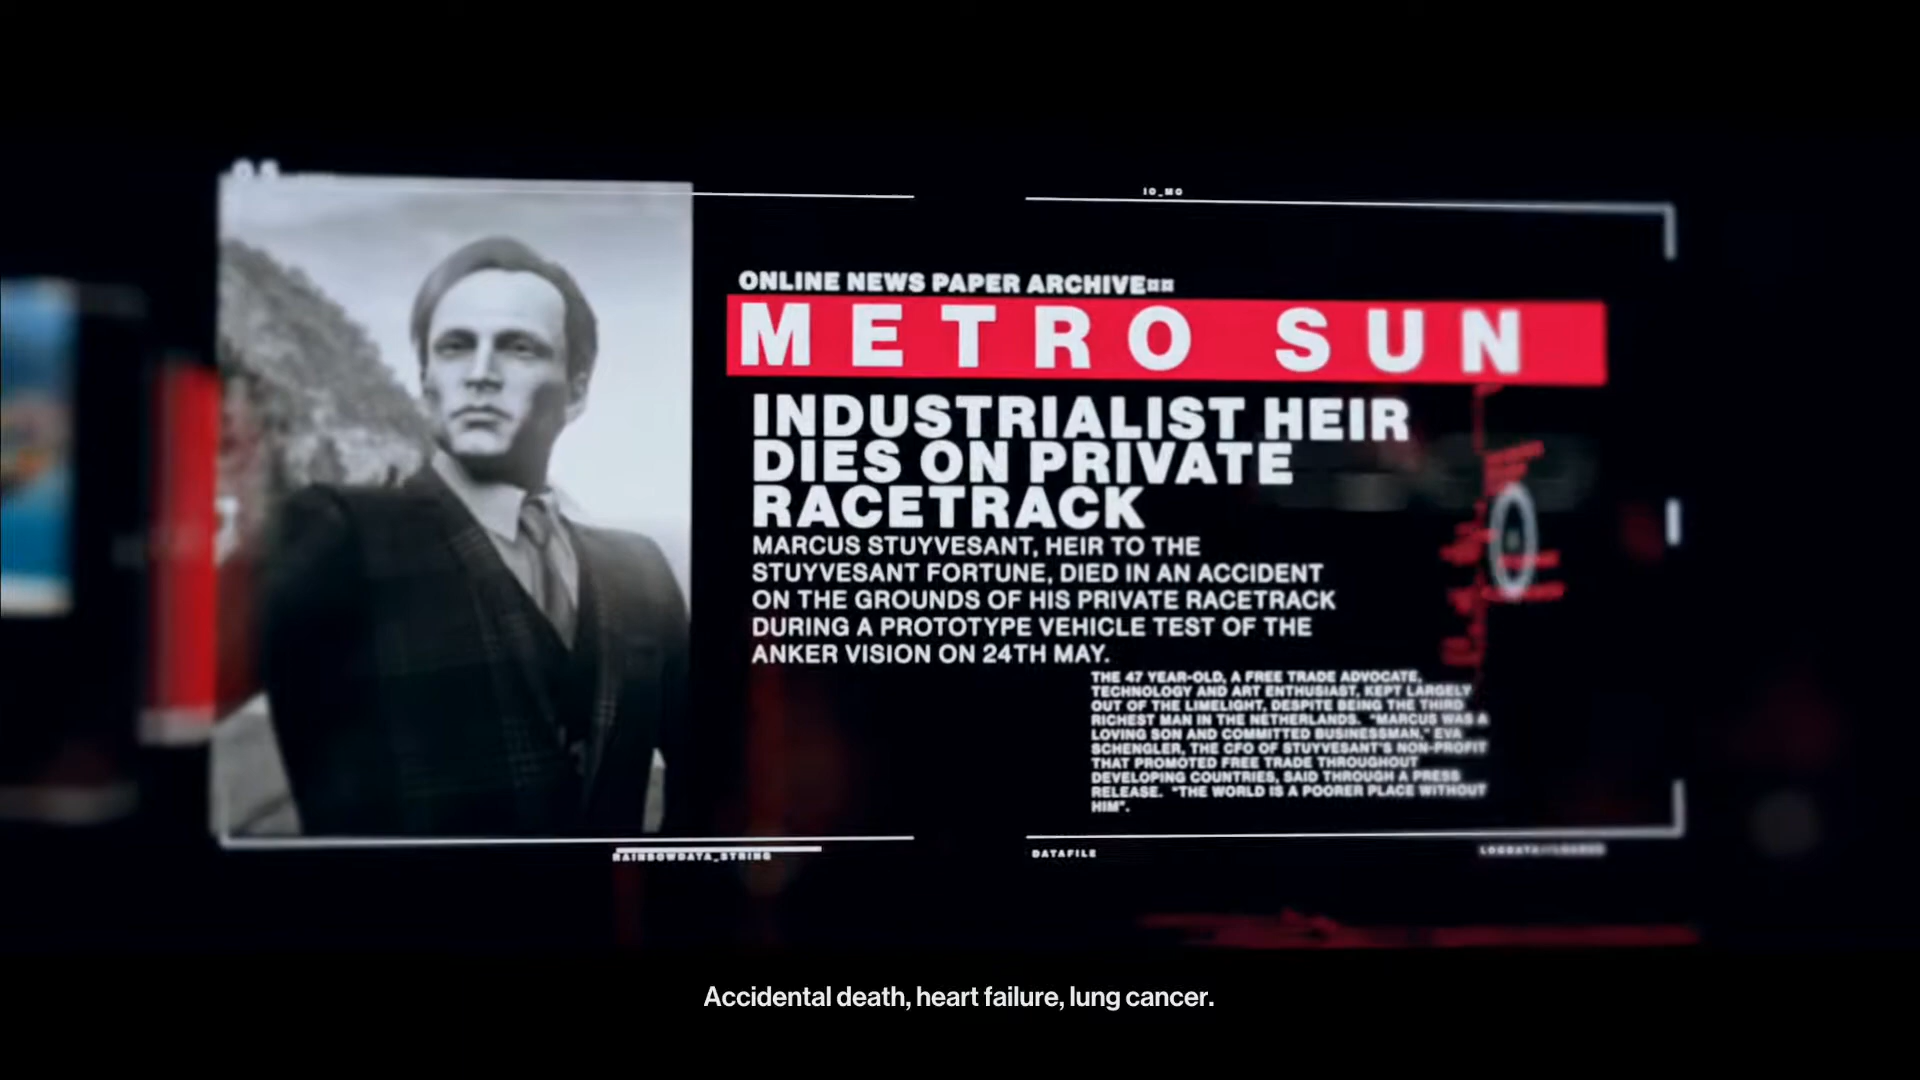 IO_MO
ONLINE NEWS PAPER ARCHIVE
METRO SUN
INDUSTRIALIST HEIR
DIES ON PRIVATE
RACETRACK
MARCUS STUYVESANT, HEIR TO THE
STUYVESANT FORTUNE, DIED IN AN ACCIDENT
ON THE GROUNDS OF HIS PRIVATE RACETRACK
DURING A PROTOTYPE VEHICLE TEST OF THE
ANKER VISION ON 24TH MAY.
THE 47 YEAR-OLD, A FREE TRADE ADVOCATE,
TECHNOLOGY AND ART ENTHUSIAST, KEPT LARGELY
OUT OF THE LIMELIGHT, DESPITE BEING THE THIRD
RICHEST MAN IN THE NETHERLANDS. "MARCUS WAS A
LOVING SON AND COMMITTED BUSINESSMAN," EVA
SCHENGLER, THE CFO OF STUYVESANT'S NON-PROFIT
THAT PROMOTED FREE TRADE THROUGHOUT
DEVELOPING COUNTRIES, SAID THROUGH A PRESS
RELEASE. "THE WORLD IS A POORER PLACE WITHOUT
HIM".
RAINBOWDATA_STRING
DATAFILE
Accidental death, heart failure, lung cancer.